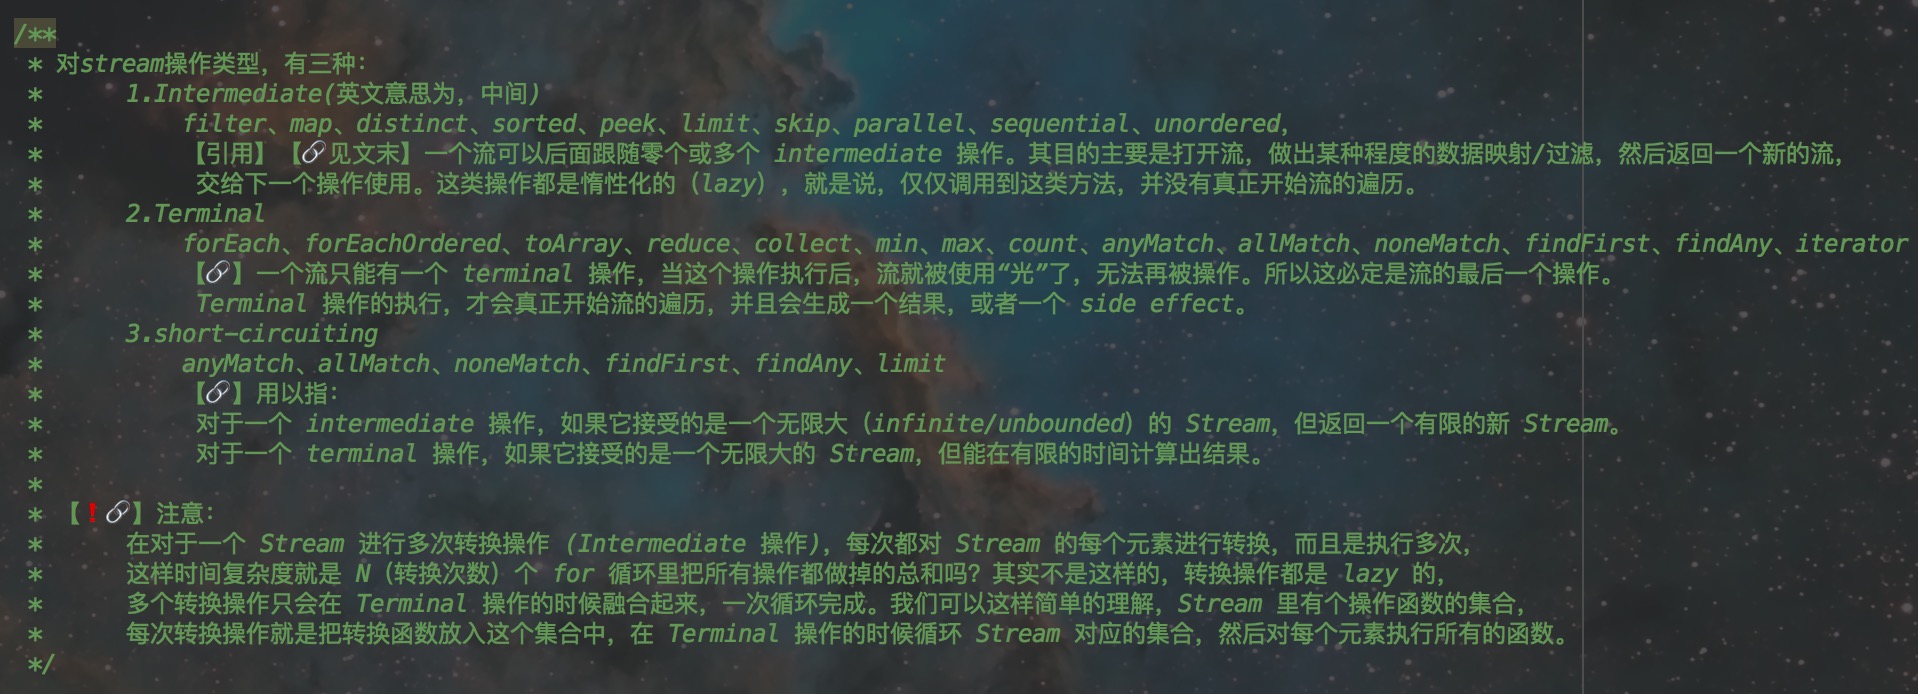 /**
 * 对stream操作类型，有三种：
 *      1.Intermediate(英文意思为，中间)
 *          filter、map、distinct、sorted、peek、limit、skip、parallel、sequential、unordered，
 *          【引用】【🔗见文末】一个流可以后面跟随零个或多个 intermediate 操作。其目的主要是打开流，做出某种程度的数据映射/过滤，然后返回一个新的流，
 *           交给下一个操作使用。这类操作都是惰性化的（lazy），就是说，仅仅调用到这类方法，并没有真正开始流的遍历。
 *      2.Terminal
 *          forEach、forEachOrdered、toArray、reduce、collect、min、max、count、anyMatch、allMatch、noneMatch、findFirst、findAny、iterator
 *          【🔗】一个流只能有一个 terminal 操作，当这个操作执行后，流就被使用“光”了，无法再被操作。所以这必定是流的最后一个操作。
 *           Terminal 操作的执行，才会真正开始流的遍历，并且会生成一个结果，或者一个 side effect。
 *      3.short-circuiting
 *          anyMatch、allMatch、noneMatch、findFirst、findAny、limit
 *          【🔗】用以指：
 *           对于一个 intermediate 操作，如果它接受的是一个无限大（infinite/unbounded）的 Stream，但返回一个有限的新 Stream。
 *           对于一个 terminal 操作，如果它接受的是一个无限大的 Stream，但能在有限的时间计算出结果。
 *
 * 【❗🔗】注意：
 *      在对于一个 Stream 进行多次转换操作 (Intermediate 操作)，每次都对 Stream 的每个元素进行转换，而且是执行多次，
 *      这样时间复杂度就是 N（转换次数）个 for 循环里把所有操作都做掉的总和吗？其实不是这样的，转换操作都是 lazy 的，
 *      多个转换操作只会在 Terminal 操作的时候融合起来，一次循环完成。我们可以这样简单的理解，Stream 里有个操作函数的集合，
 *      每次转换操作就是把转换函数放入这个集合中，在 Terminal 操作的时候循环 Stream 对应的集合，然后对每个元素执行所有的函数。
 */